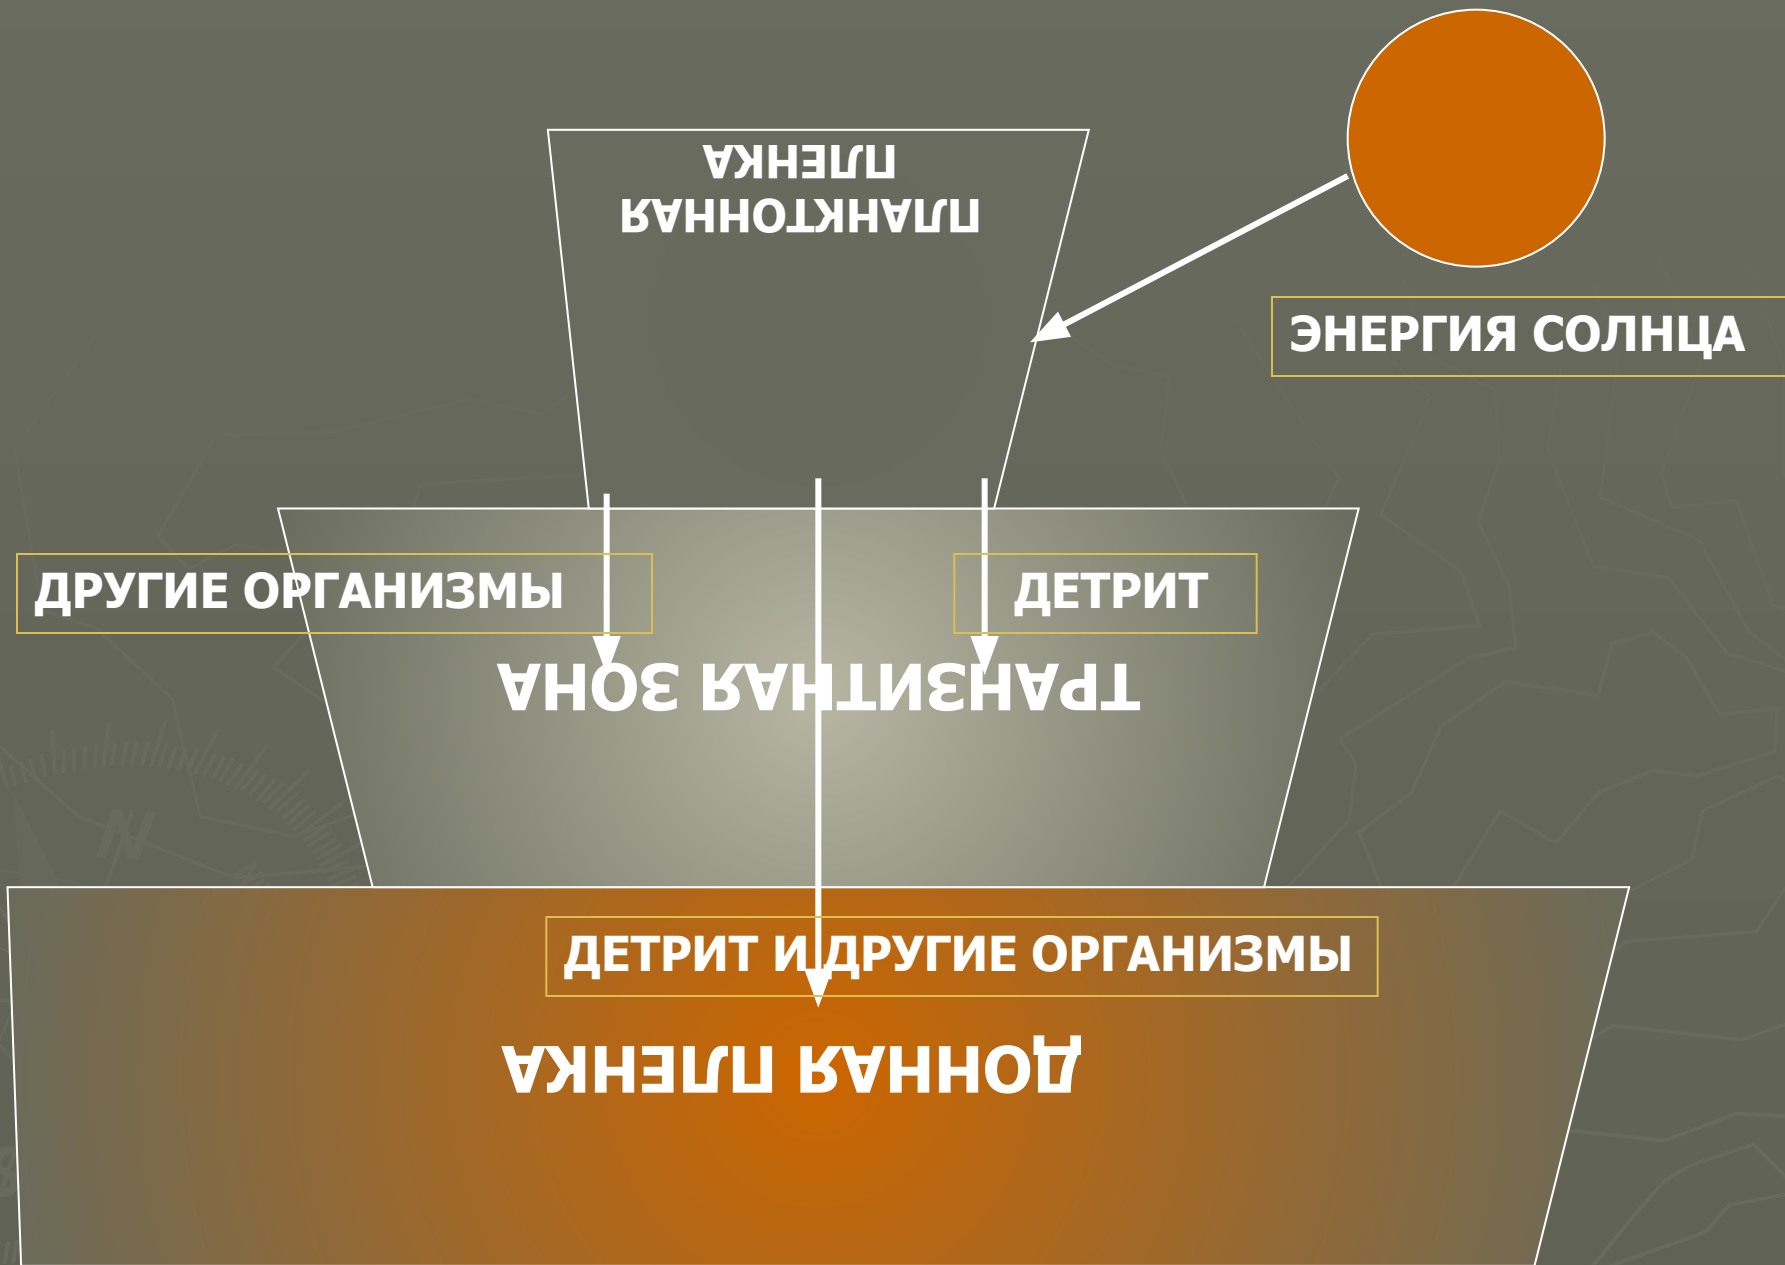 ПЛАНКТОННАЯ
ПЛЕНКА
ЭНЕРГИЯ СОЛНЦА
ДРУГИЕ ОРГАНИЗМЫ
ДЕТРИТ
ТРАНЗИТНАЯ ЗОНА
ДЕТРИТ И ДРУГИЕ ОРГАНИЗМЫ
ДОННАЯ ПЛЕНКА
N